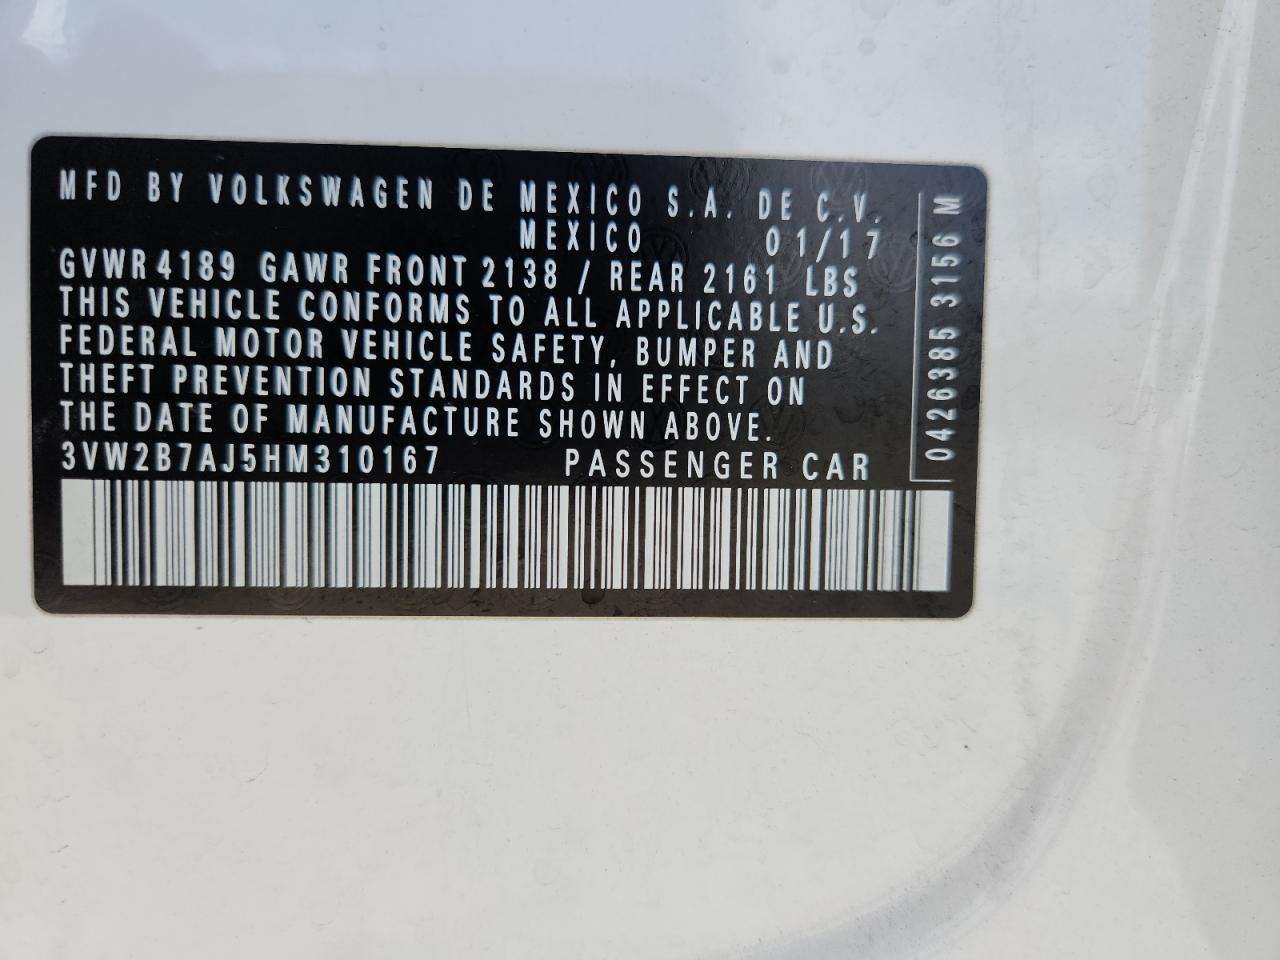 MFD BY VOLKSWAGEN DE MEXICO S.A. DE C.V.
MEXICO 01/17
GVWR 4189 GAWR FRONT 2138 / REAR 2161 LBS
THIS VEHICLE CONFORMS TO ALL APPLICABLE U.S.
FEDERAL MOTOR VEHICLE SAFETY, BUMPER AND
THEFT PREVENTION STANDARDS IN EFFECT ON
THE DATE OF MANUFACTURE SHOWN ABOVE.
3VW2B7AJ5HM310167 PASSENGER CAR
0426385 3156 M